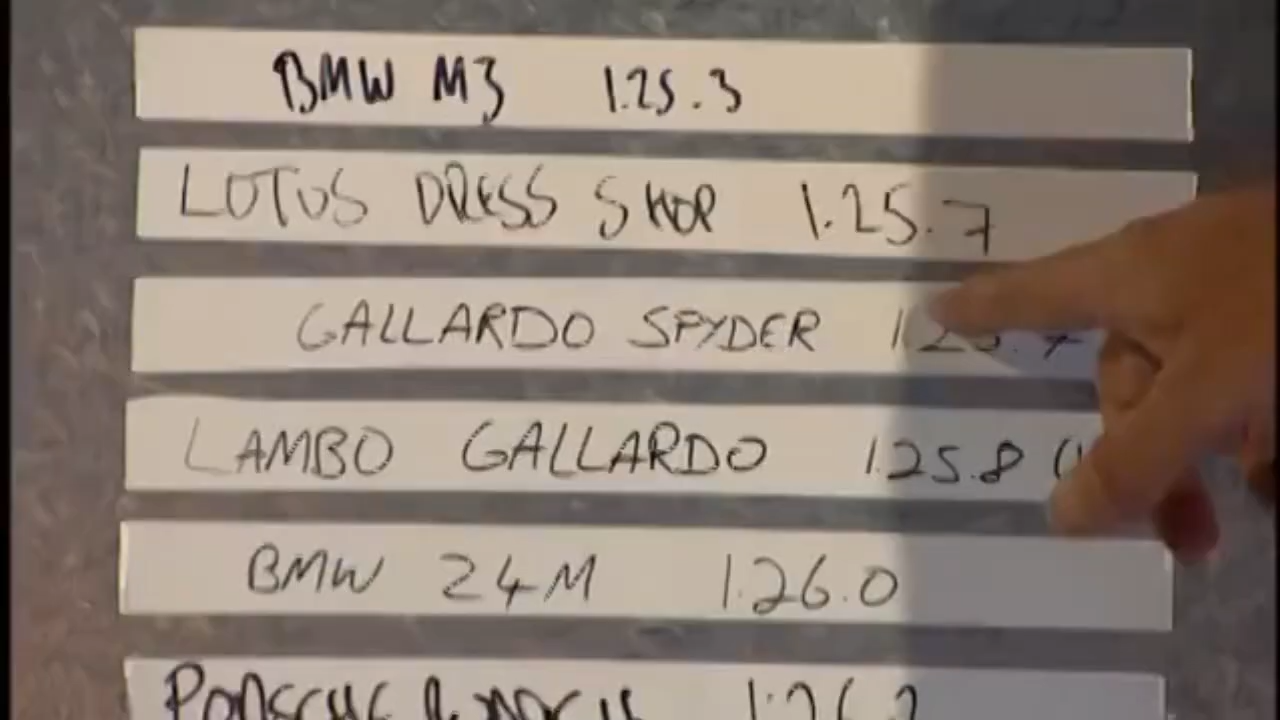 BMW M3 1.25.3
LOTUS DRESS SHOP 1.25.7
GALLARDO SPYDER
LAMBO GALLARDO 1.25.8
BMW Z4M 1.26.0
PORSCHE